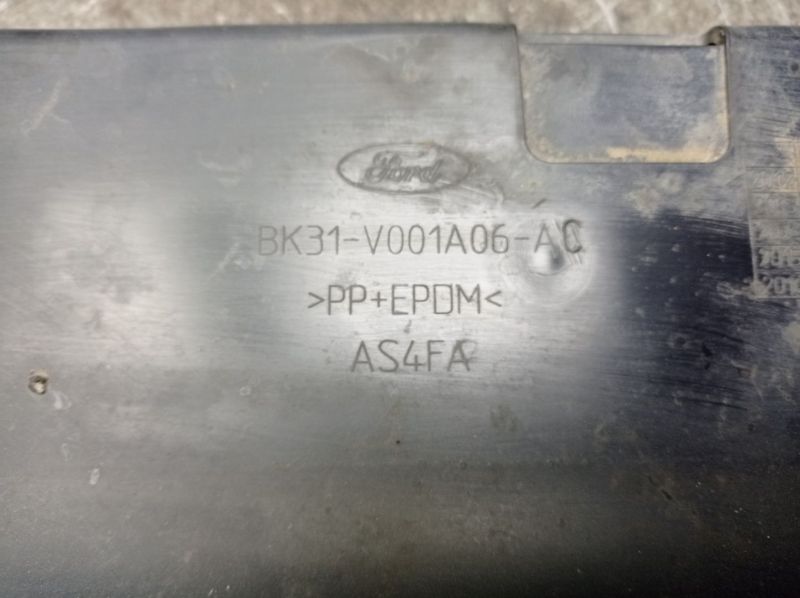 Ford
BK31-V001A06-AC
>PP+EPDM<
AS4FA